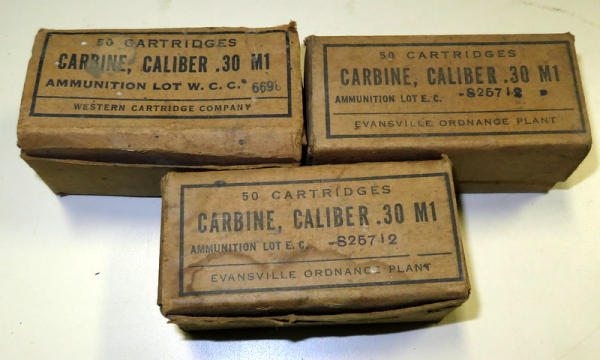 50 CARTRIDGES
CARBINE, CALIBER .30 M1
AMMUNITION LOT W. C. C. 6698
WESTERN CARTRIDGE COMPANY
50 CARTRIDGES
CARBINE, CALIBER .30 M1
AMMUNITION LOT E. C. -S25712
EVANSVILLE ORDNANCE PLANT
50 CARTRIDGES
CARBINE, CALIBER .30 M1
AMMUNITION LOT E. C. -S25712
EVANSVILLE ORDNANCE PLANT